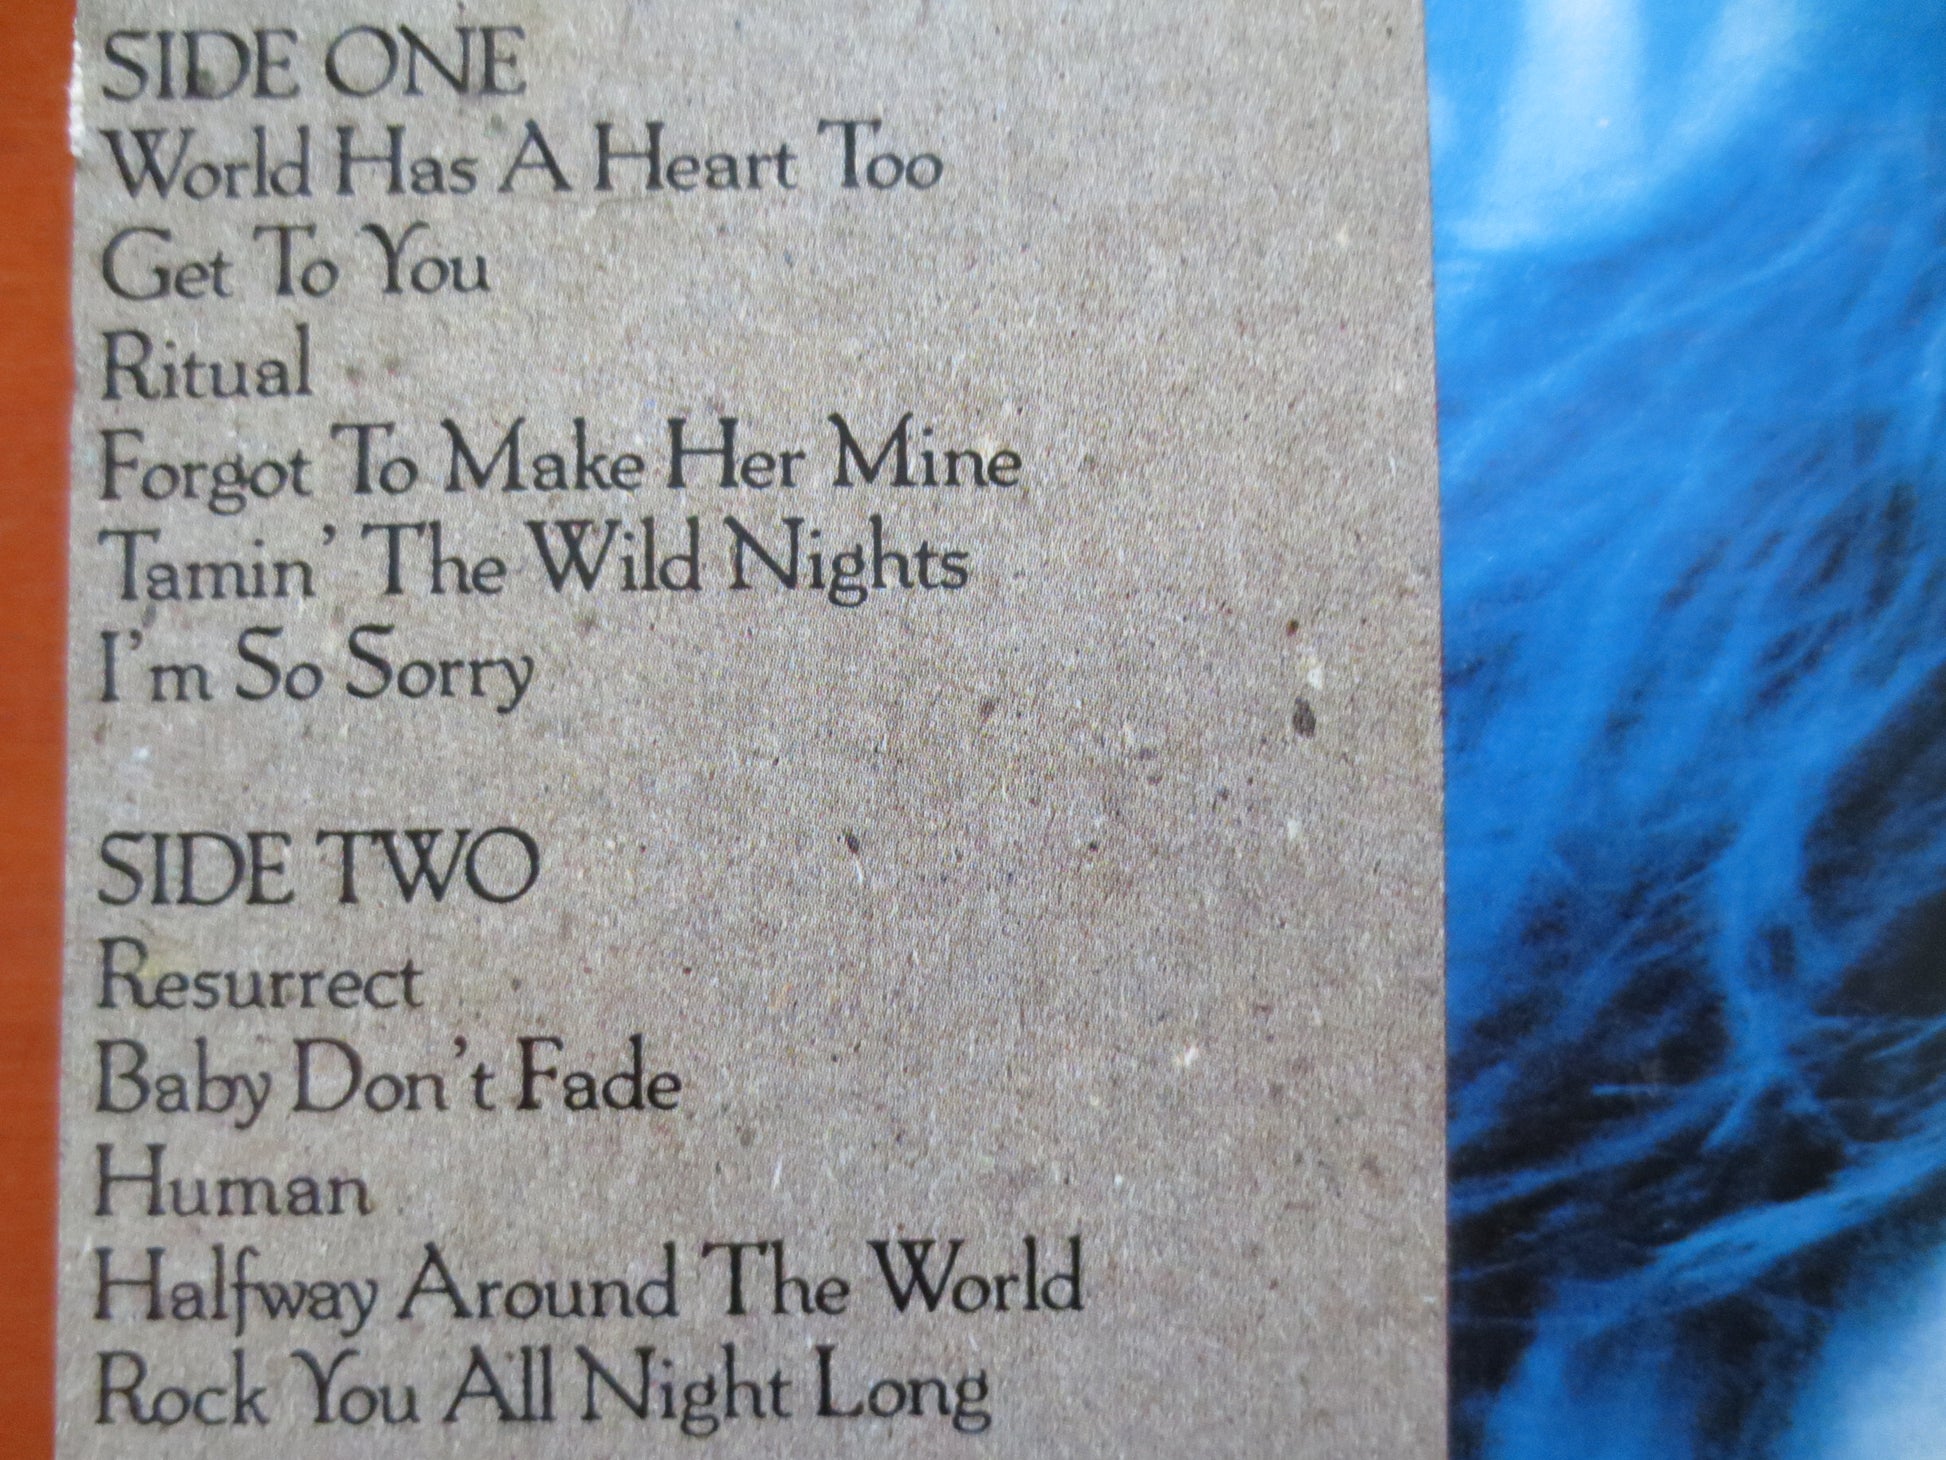 SIDE ONE
World Has A Heart Too
Get To You
Ritual
Forgot To Make Her Mine
Tamin' The Wild Nights
I'm So Sorry
SIDE TWO
Resurrect
Baby Don't Fade
Human
Halfway Around The World
Rock You All Night Long